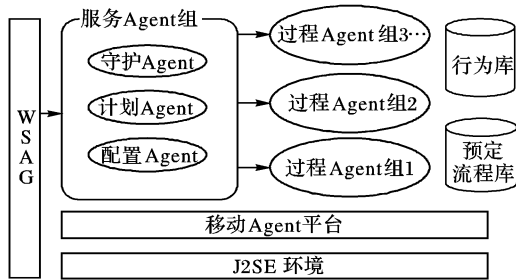 WSAG
服务Agent组
守护Agent
计划Agent
配置Agent
过程Agent组3…
过程Agent组2
过程Agent组1
行为库
预定
流程库
移动Agent平台
J2SE 环境